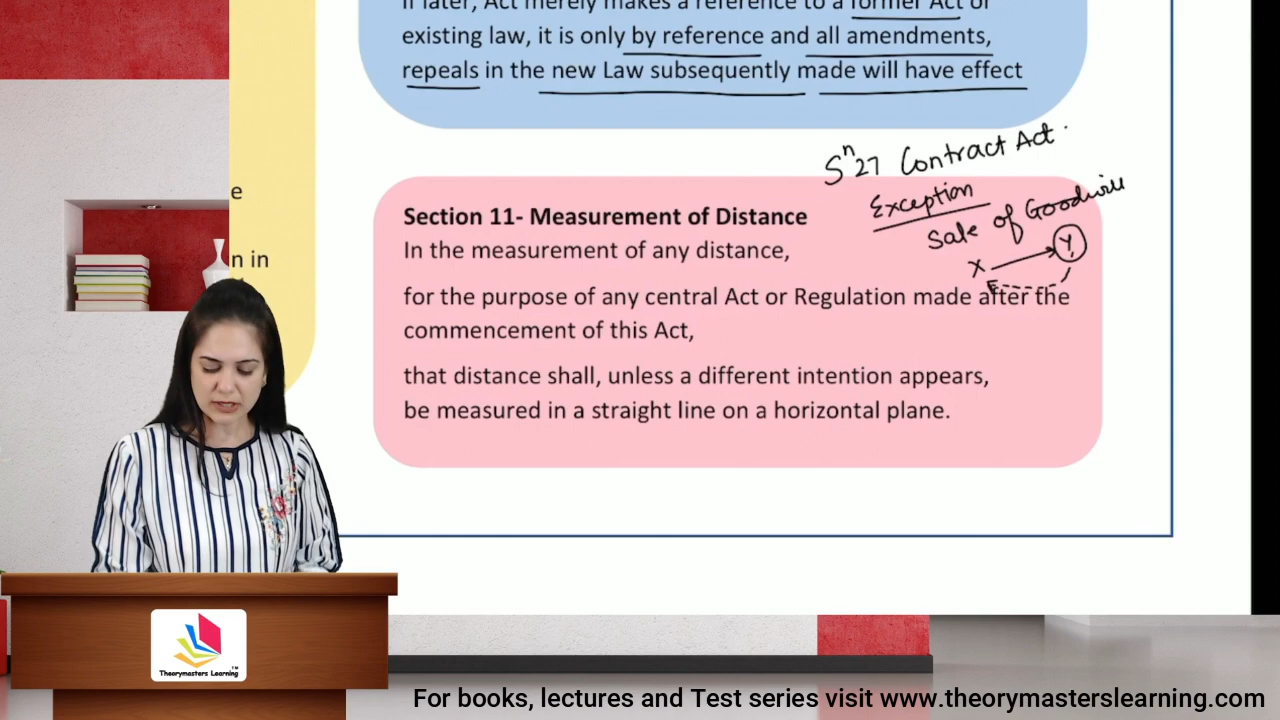 If later, Act merely makes a reference to a former Act or
existing law, it is only by reference and all amendments,
repeals in the new Law subsequently made will have effect
e
n in
Sn 27 Contract Act.
Exception
Sale of Goodwill
X Y
Section 11- Measurement of Distance
In the measurement of any distance,
for the purpose of any central Act or Regulation made after the
commencement of this Act,
that distance shall, unless a different intention appears,
be measured in a straight line on a horizontal plane.
Theorymasters Learning™
For books, lectures and Test series visit www.theorymasterslearning.com